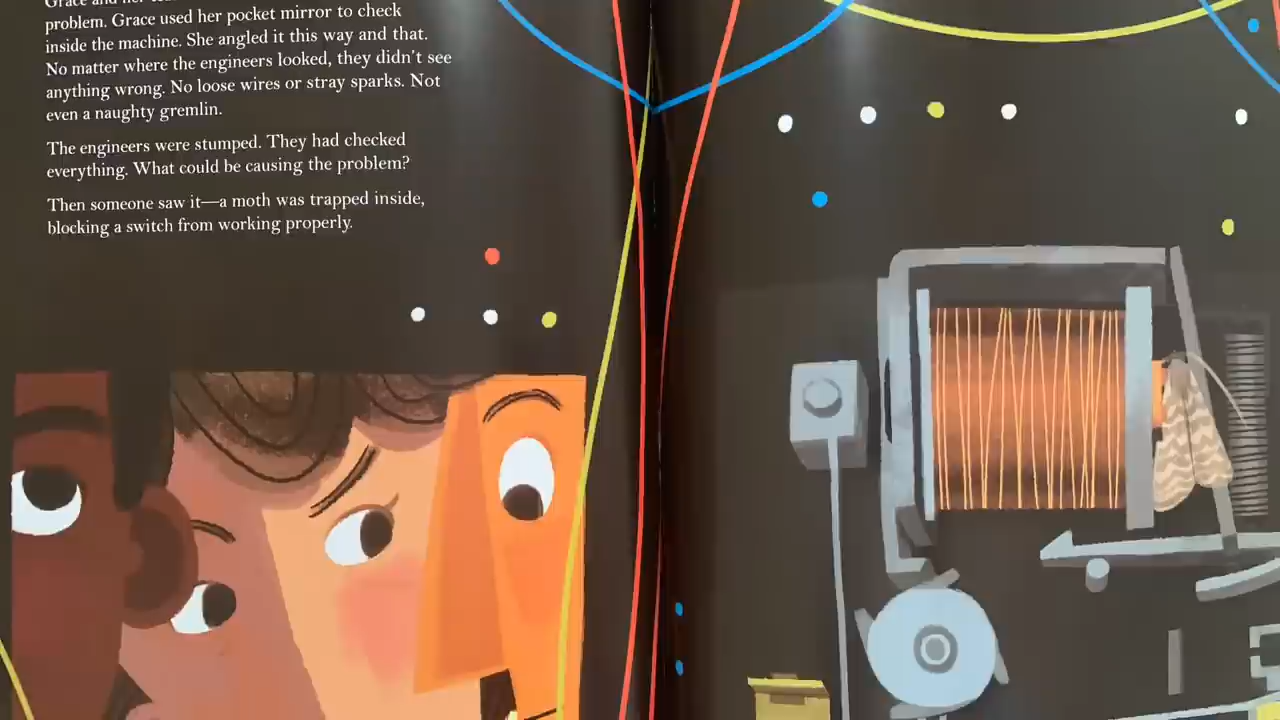 Grace and her
problem. Grace used her pocket mirror to check
inside the machine. She angled it this way and that.
No matter where the engineers looked, they didn't see
anything wrong. No loose wires or stray sparks. Not
even a naughty gremlin.
The engineers were stumped. They had checked
everything. What could be causing the problem?
Then someone saw it—a moth was trapped inside,
blocking a switch from working properly.